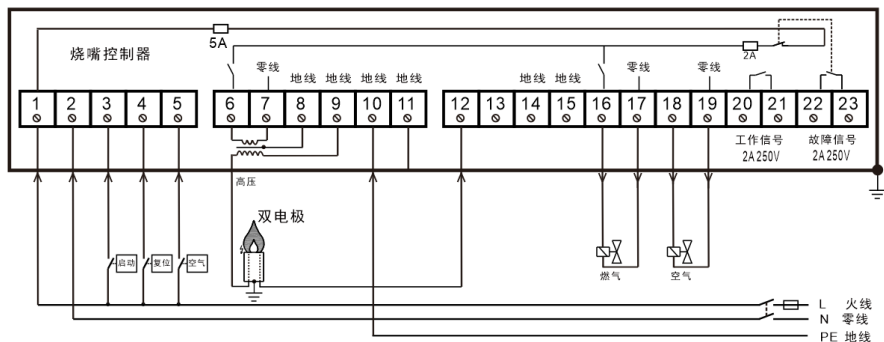 5A
烧嘴控制器
2A
零线 地线 地线 地线 地线 地线 地线 零线 零线
1 2 3 4 5 6 7 8 9 10 11 12 13 14 15 16 17 18 19 20 21 22 23
工作信号 故障信号
2A 250V 2A 250V
高压
双电极
启动 复位 空气
燃气 空气
L 火线
N 零线
PE 地线